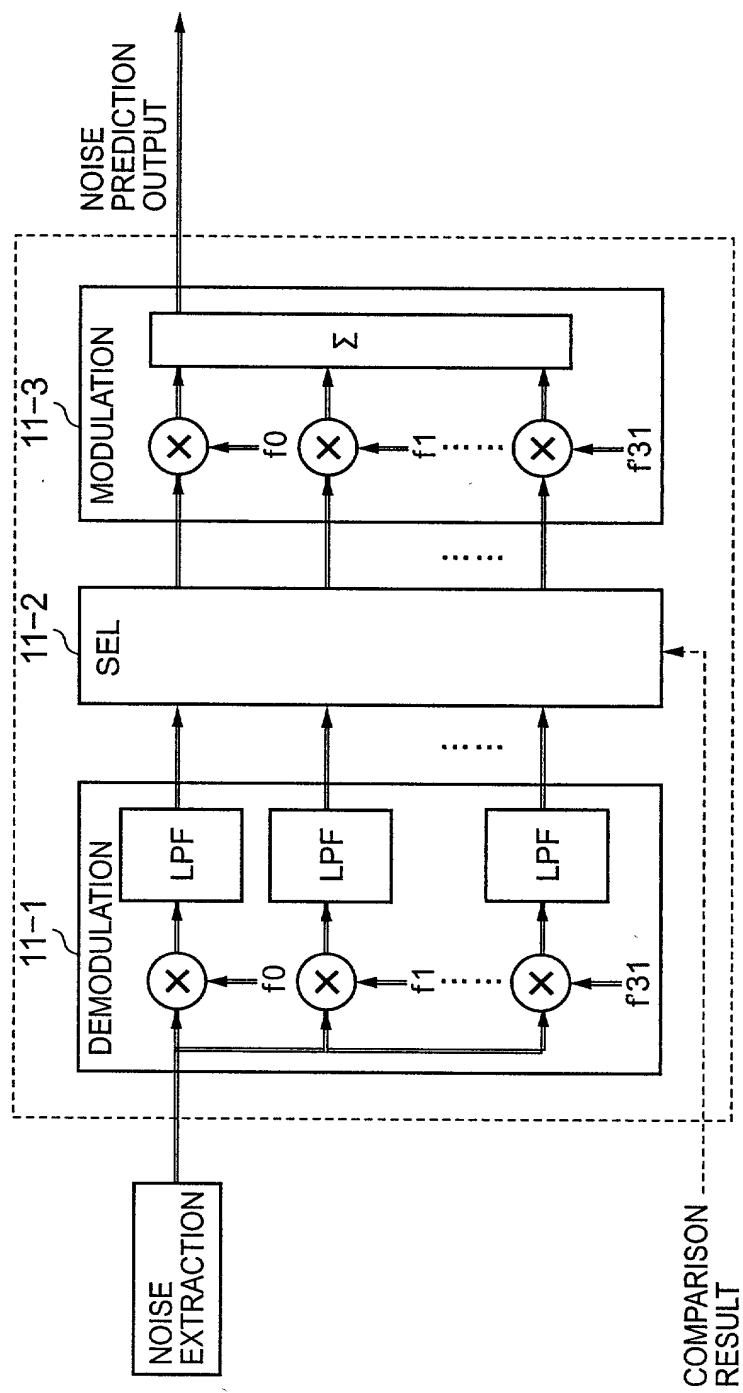 NOISE
EXTRACTION
COMPARISON
RESULT
11-1
DEMODULATION
f0
f1
......
f31
LPF
LPF
LPF
......
11-2
SEL
......
11-3
MODULATION
f0
f1
......
f31
Σ
NOISE
PREDICTION
OUTPUT